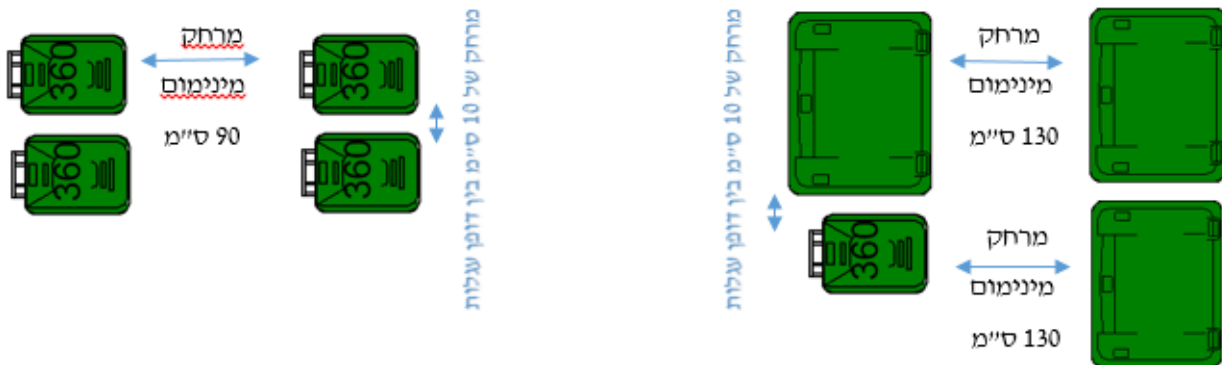 מרחק
מינימום
90 ס״מ
360
360
360
360
מרחק של 10 ס״מ בין דופן עגלות
מרחק של 10 ס״מ בין דופן עגלות
מרחק
מינימום
130 ס״מ
360
מרחק
מינימום
130 ס״מ